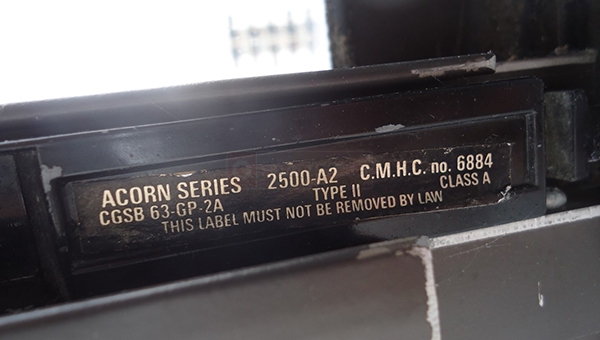 ACORN SERIES 2500-A2 C.M.H.C. no. 6884
CGSB 63-GP-2A TYPE II CLASS A
THIS LABEL MUST NOT BE REMOVED BY LAW